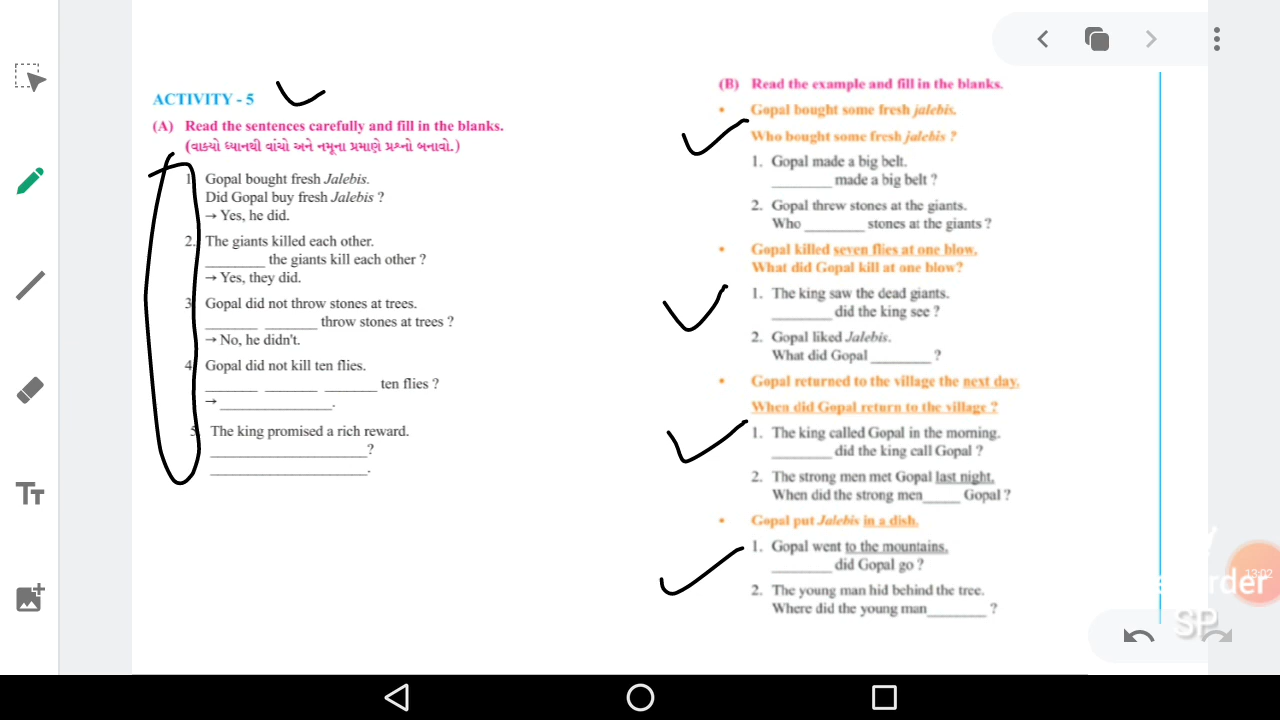 ACTIVITY - 5
(A) Read the sentences carefully and fill in the blanks.
(વાક્યો ધ્યાનથી વાંચો અને નમૂના પ્રમાણે પ્રશ્નો બનાવો.)
1 Gopal bought fresh Jalebis.
Did Gopal buy fresh Jalebis ?
→ Yes, he did.
2. The giants killed each other.
________ the giants kill each other ?
→ Yes, they did.
3 Gopal did not throw stones at trees.
_______ _______ throw stones at trees ?
→ No, he didn't.
4 Gopal did not kill ten flies.
_______ _______ _______ ten flies ?
→ _______________.
5 The king promised a rich reward.
_____________________?
_____________________.
(B) Read the example and fill in the blanks.
• Gopal bought some fresh jalebis.
Who bought some fresh jalebis ?
1. Gopal made a big belt.
________ made a big belt ?
2. Gopal threw stones at the giants.
Who ________ stones at the giants ?
• Gopal killed seven flies at one blow.
What did Gopal kill at one blow?
1. The king saw the dead giants.
________ did the king see ?
2. Gopal liked Jalebis.
What did Gopal ________ ?
• Gopal returned to the village the next day.
When did Gopal return to the village ?
1. The king called Gopal in the morning.
________ did the king call Gopal ?
2. The strong men met Gopal last night.
When did the strong men_____ Gopal ?
• Gopal put Jalebis in a dish.
1. Gopal went to the mountains.
________ did Gopal go ?
2. The young man hid behind the tree.
Where did the young man________ ?
13:02
rder
SP
TT